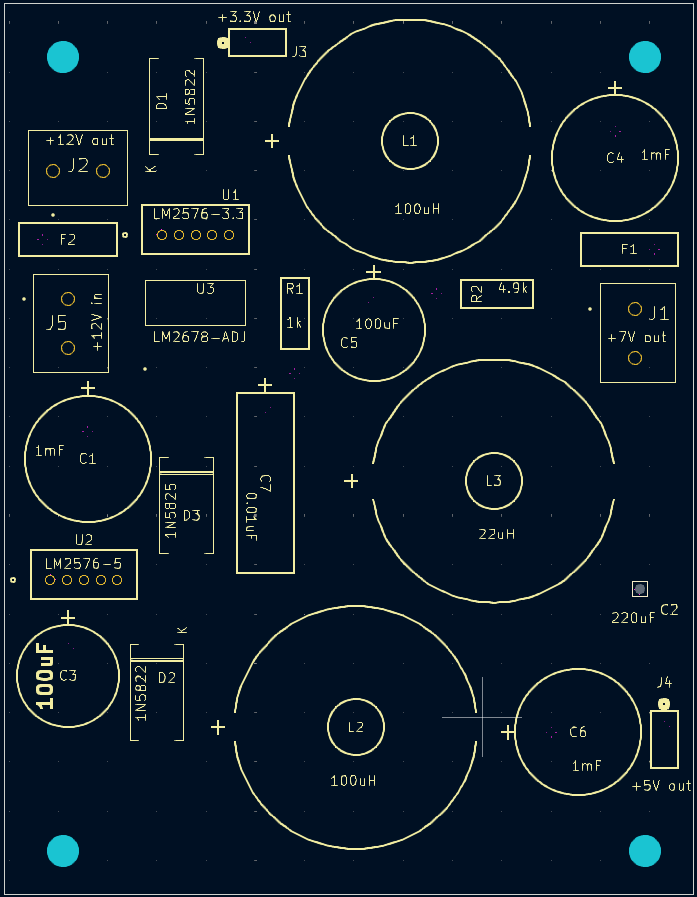 +3.3V out
J3
D1
1N5822
K
L1
100uH
C4
1mF
+12V out
J2
U1
LM2576-3.3
F2
F1
U3
LM2678-ADJ
R1
1k
R2
4.9k
100uF
C5
J5
+12V in
J1
+7V out
1mF
C1
1N5825
D3
C7
0.01uF
L3
22uH
U2
LM2576-5
C2
220uF
K
100uF
C3
1N5822
D2
L2
100uH
J4
C6
1mF
+5V out